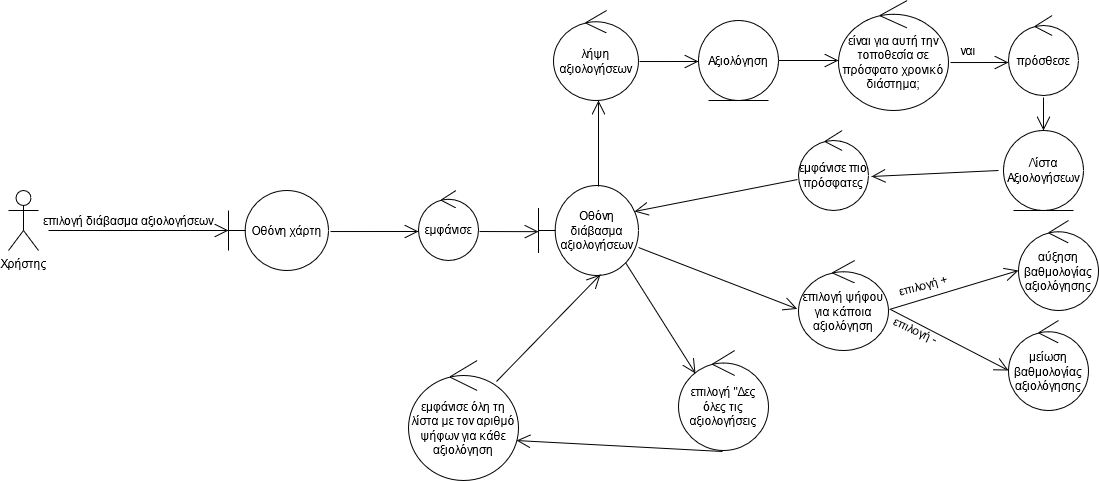 λήψη
αξιολογήσεων
Αξιολόγηση
είναι για αυτή την
τοποθεσία σε
πρόσφατο χρονικό
διάστημα;
ναι
πρόσθεσε
εμφάνισε πιο
πρόσφατες
Λίστα
Αξιολογήσεων
Χρήστης
επιλογή διάβασμα αξιολογήσεων
Οθόνη χάρτη
εμφάνισε
Οθόνη
διάβασμα
αξιολογήσεων
επιλογή ψήφου
για κάποια
αξιολόγηση
επιλογή +
επιλογή -
αύξηση
βαθμολογίας
αξιολόγησης
μείωση
βαθμολογίας
αξιολόγησης
εμφάνισε όλη τη
λίστα με τον αριθμό
ψήφων για κάθε
αξιολόγηση
επιλογή "Δες
όλες τις
αξιολογήσεις